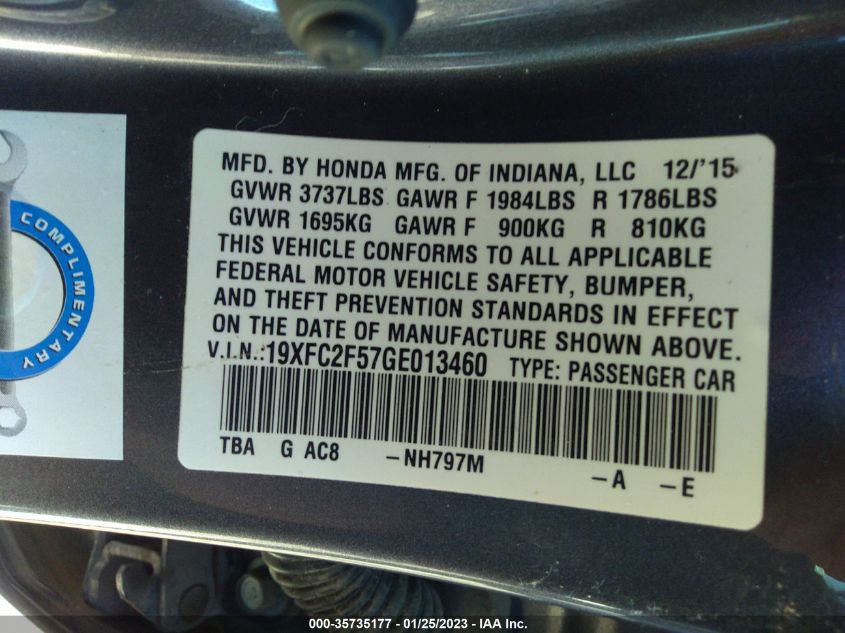 COMPLIMENTARY
MFD. BY HONDA MFG. OF INDIANA, LLC 12/'15
GVWR 3737LBS GAWR F 1984LBS R 1786LBS
GVWR 1695KG GAWR F 900KG R 810KG
THIS VEHICLE CONFORMS TO ALL APPLICABLE
FEDERAL MOTOR VEHICLE SAFETY, BUMPER,
AND THEFT PREVENTION STANDARDS IN EFFECT
ON THE DATE OF MANUFACTURE SHOWN ABOVE.
V.I.N.:19XFC2F57GE013460 TYPE: PASSENGER CAR
TBA G AC8 -NH797M -A -E
000-35735177 - 01/25/2023 - IAA Inc.